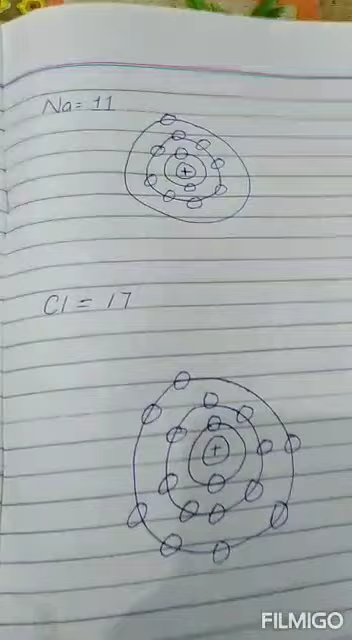 Na = 11
+
Cl = 17
+
FILMIGO